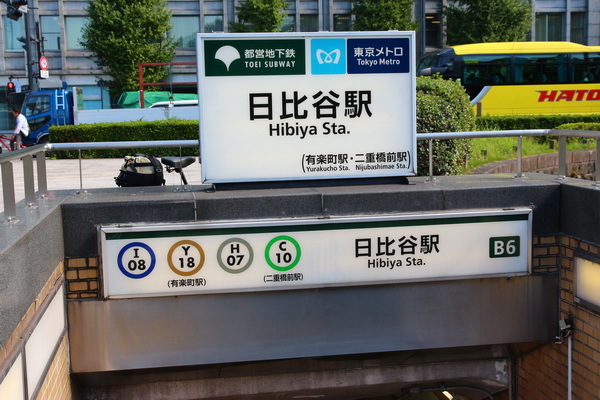 都営地下鉄
TOEI SUBWAY
東京メトロ
Tokyo Metro
日比谷駅
Hibiya Sta.
(有楽町駅・二重橋前駅)
Yurakucho Sta. Nijubashimae Sta.
I 08
Y 18
H 07
C 10
(有楽町駅)
(二重橋前駅)
日比谷駅
Hibiya Sta.
B6
HATO